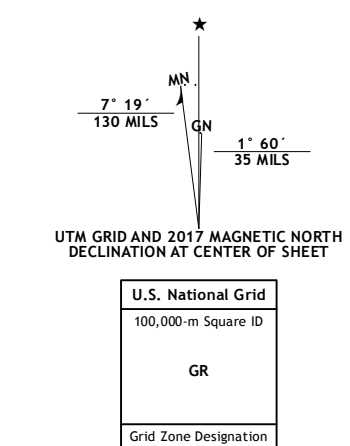 ★
MN
7° 19´
130 MILS
GN
1° 60´
35 MILS
UTM GRID AND 2017 MAGNETIC NORTH
DECLINATION AT CENTER OF SHEET
U.S. National Grid
100,000-m Square ID
GR
Grid Zone Designation